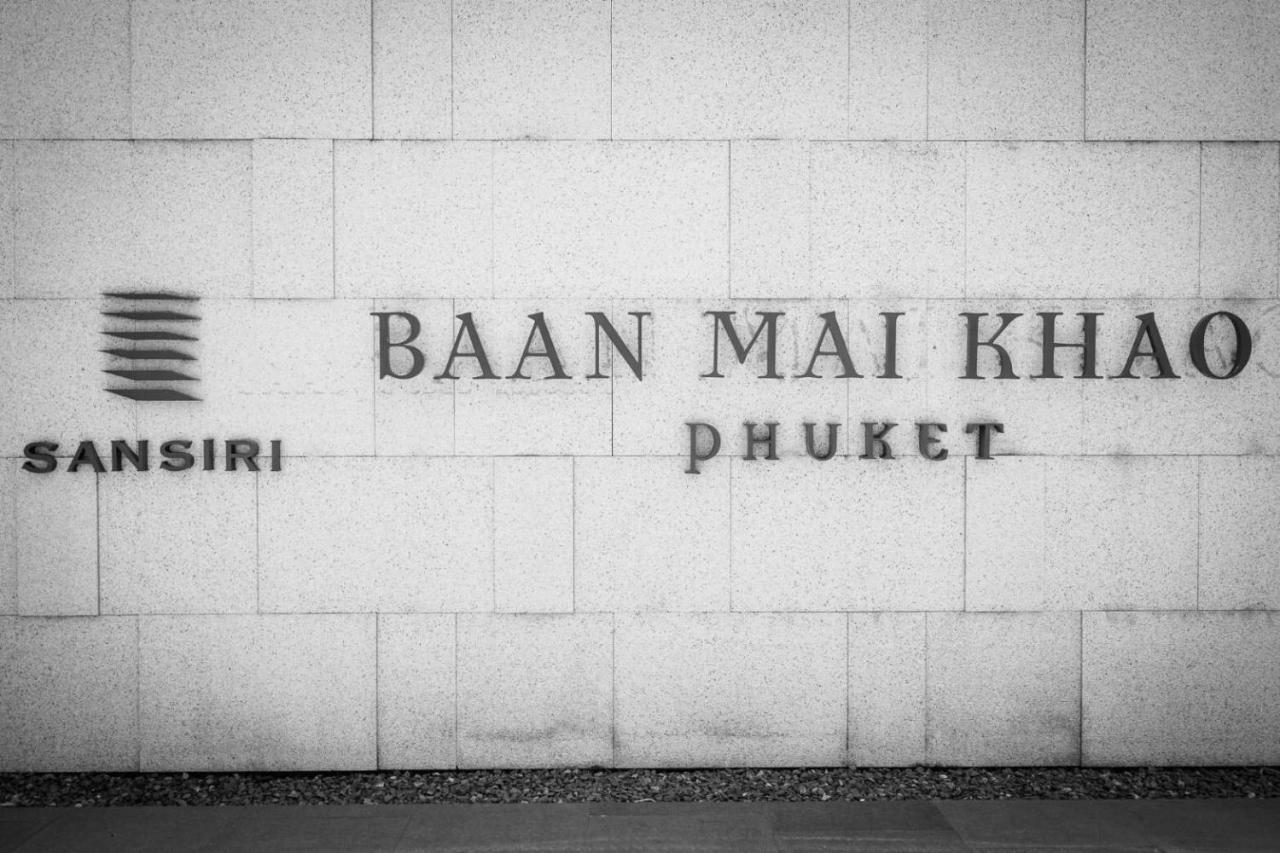 SANSIRI
BAAN MAI KHAO
PHUKET